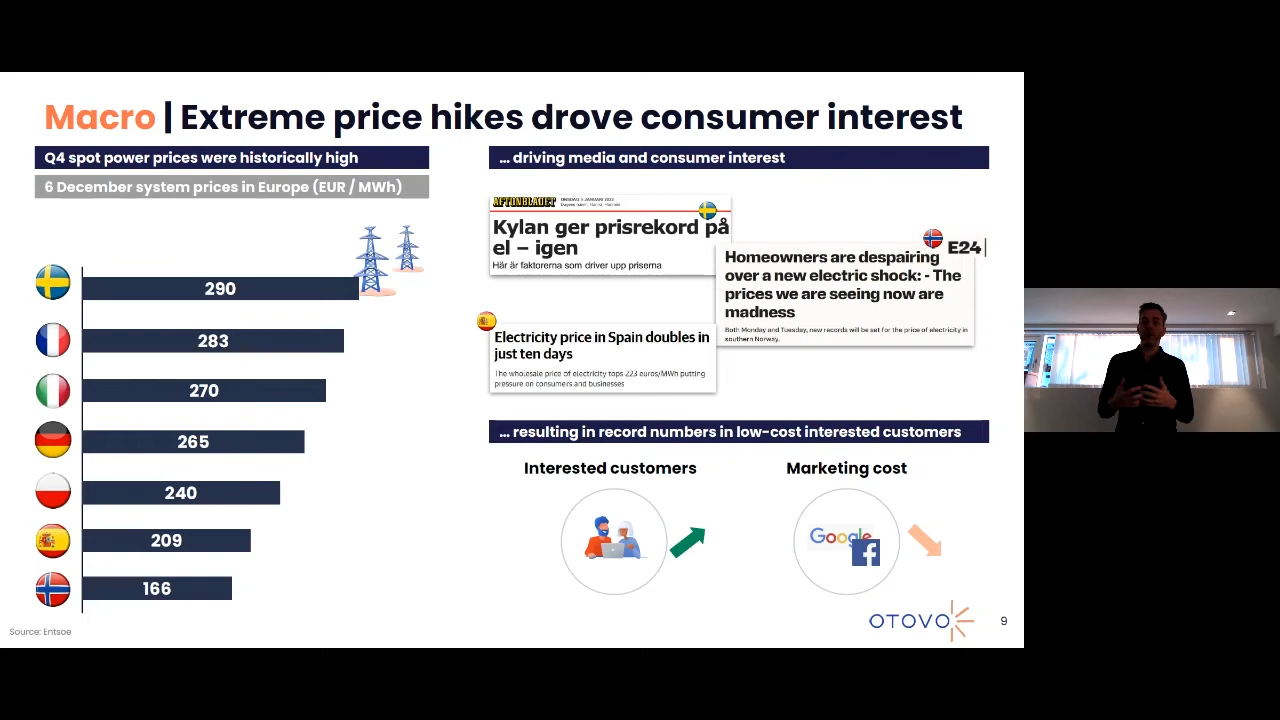 Macro | Extreme price hikes drove consumer interest
Q4 spot power prices were historically high
6 December system prices in Europe (EUR / MWh)
290
283
270
265
240
209
166
Source: Entsoe
... driving media and consumer interest
AFTONBLADET
Kylan ger prisrekord på
el – igen
Här är faktorerna som driver upp priserna
E24
Homeowners are despairing
over a new electric shock: - The
prices we are seeing now are
madness
Both Monday and Tuesday, new records will be set for the price of electricity in
southern Norway.
Electricity price in Spain doubles in
just ten days
The wholesale price of electricity tops 223 euros/MWh putting
pressure on consumers and businesses
... resulting in record numbers in low-cost interested customers
Interested customers
Marketing cost
Google
OTOVO
9